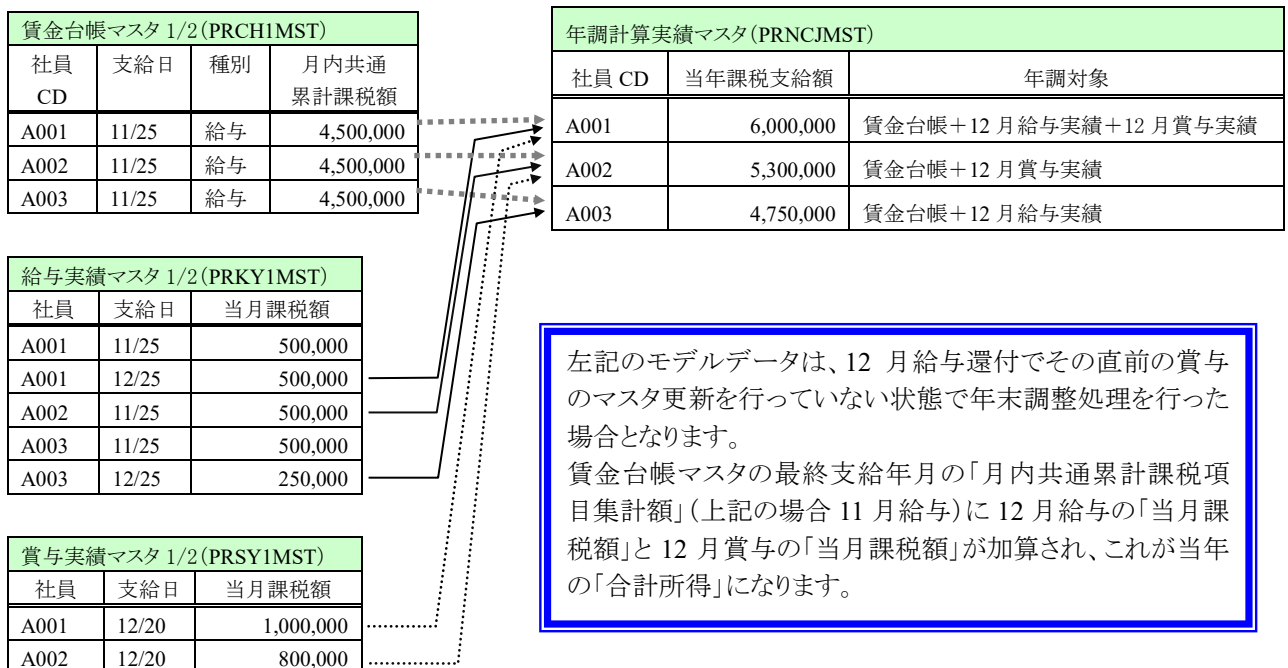 賃金台帳マスタ 1/2(PRCH1MST)
社員 CD 支給日 種別 月内共通 累計課税額
A001 11/25 給与 4,500,000
A002 11/25 給与 4,500,000
A003 11/25 給与 4,500,000
年調計算実績マスタ(PRNCJMST)
社員 CD 当年課税支給額 年調対象
A001 6,000,000 賃金台帳+12 月給与実績+12 月賞与実績
A002 5,300,000 賃金台帳+12 月賞与実績
A003 4,750,000 賃金台帳+12 月給与実績
給与実績マスタ 1/2(PRKY1MST)
社員 支給日 当月課税額
A001 11/25 500,000
A001 12/25 500,000
A002 11/25 500,000
A003 11/25 500,000
A003 12/25 250,000
賞与実績マスタ 1/2(PRSY1MST)
社員 支給日 当月課税額
A001 12/20 1,000,000
A002 12/20 800,000
左記のモデルデータは、12 月給与還付でその直前の賞与
のマスタ更新を行っていない状態で年末調整処理を行った
場合となります。
賃金台帳マスタの最終支給年月の「月内共通累計課税項
目集計額」(上記の場合 11 月給与)に 12 月給与の「当月課
税額」と 12 月賞与の「当月課税額」が加算され、これが当年
の「合計所得」になります。